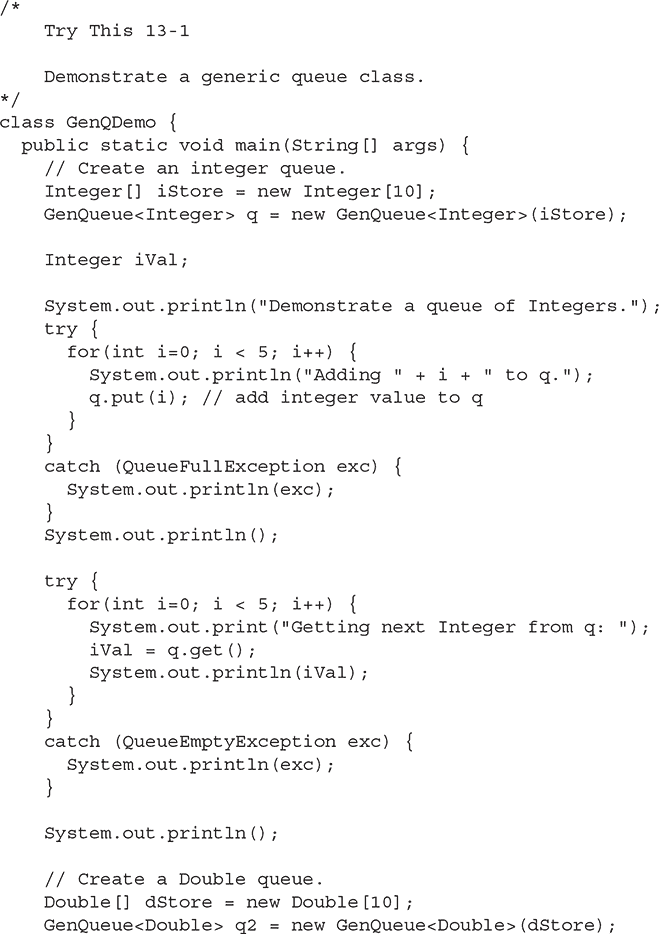 /*
    Try This 13-1

    Demonstrate a generic queue class.
*/
class GenQDemo {
  public static void main(String[] args) {
    // Create an integer queue.
    Integer[] iStore = new Integer[10];
    GenQueue<Integer> q = new GenQueue<Integer>(iStore);

    Integer iVal;

    System.out.println("Demonstrate a queue of Integers.");
    try {
      for(int i=0; i < 5; i++) {
        System.out.println("Adding " + i + " to q.");
        q.put(i); // add integer value to q
      }
    }
    catch (QueueFullException exc) {
      System.out.println(exc);
    }
    System.out.println();

    try {
      for(int i=0; i < 5; i++) {
        System.out.print("Getting next Integer from q: ");
        iVal = q.get();
        System.out.println(iVal);
      }
    }
    catch (QueueEmptyException exc) {
      System.out.println(exc);
    }

    System.out.println();

    // Create a Double queue.
    Double[] dStore = new Double[10];
    GenQueue<Double> q2 = new GenQueue<Double>(dStore);